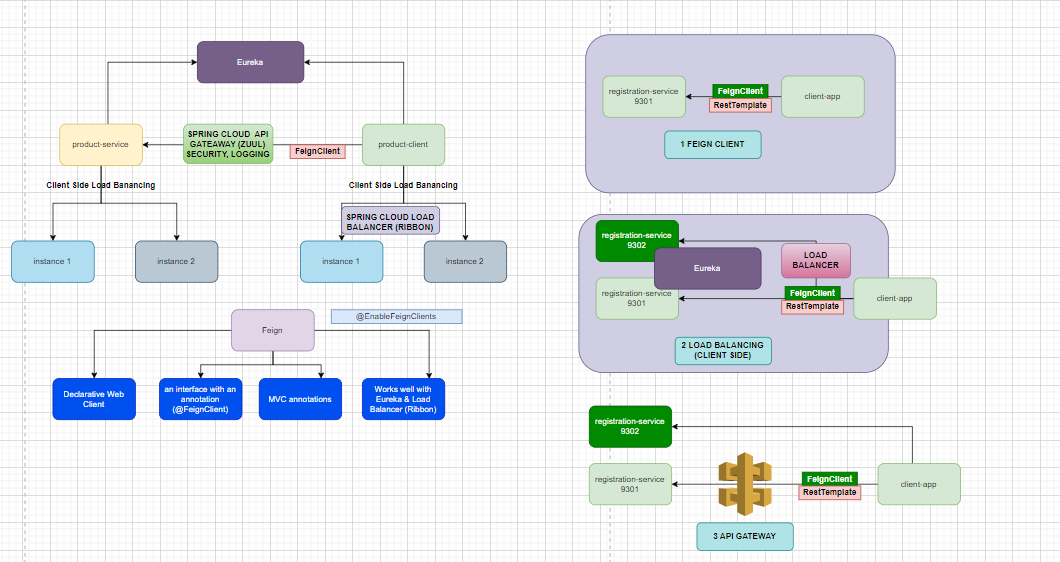 Eureka
product-service
SPRING CLOUD API
GATEAWAY (ZUUL)
SECURITY, LOGGING
FeignClient
product-client
Client Side Load Banancing
Client Side Load Banancing
SPRING CLOUD LOAD
BALANCER (RIBBON)
instance 1
instance 2
instance 1
instance 2
@EnableFeignClients
Feign
Declarative Web
Client
an interface with an
annotation
(@FeignClient)
MVC annotations
Works well with
Eureka & Load
Balancer (Ribbon)
registration-service
9301
FeignClient
RestTemplate
client-app
1 FEIGN CLIENT
registration-service
9302
Eureka
LOAD
BALANCER
registration-service
9301
FeignClient
RestTemplate
client-app
2 LOAD BALANCING
(CLIENT SIDE)
registration-service
9302
registration-service
9301
FeignClient
RestTemplate
client-app
3 API GATEWAY